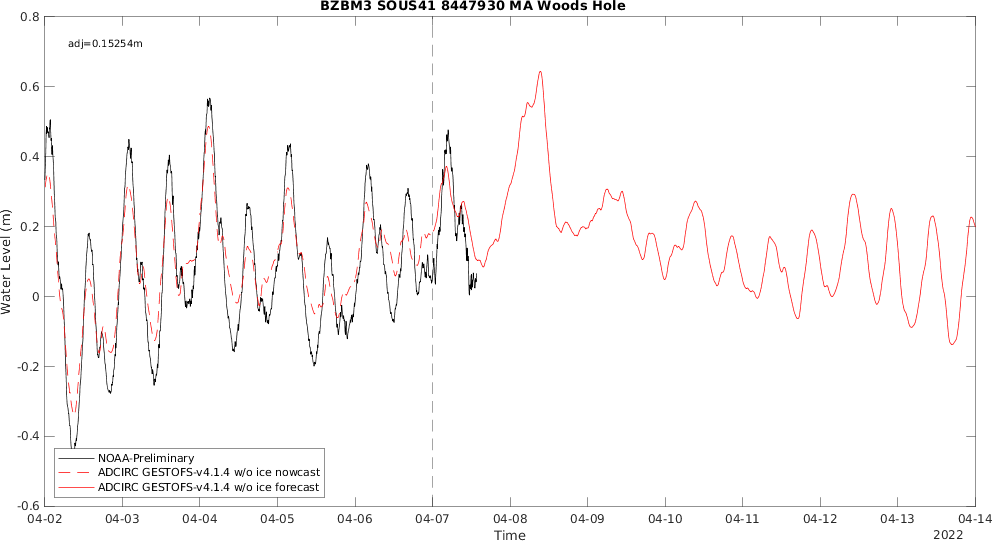 BZBM3 SOUS41 8447930 MA Woods Hole
0.8
adj=0.15254m
0.6
0.4
0.2
0
-0.2
-0.4
-0.6
Water Level (m)
NOAA-Preliminary
ADCIRC GESTOFS-v4.1.4 w/o ice nowcast
ADCIRC GESTOFS-v4.1.4 w/o ice forecast
04-02 04-03 04-04 04-05 04-06 04-07 04-08 04-09 04-10 04-11 04-12 04-13 04-14
Time
2022